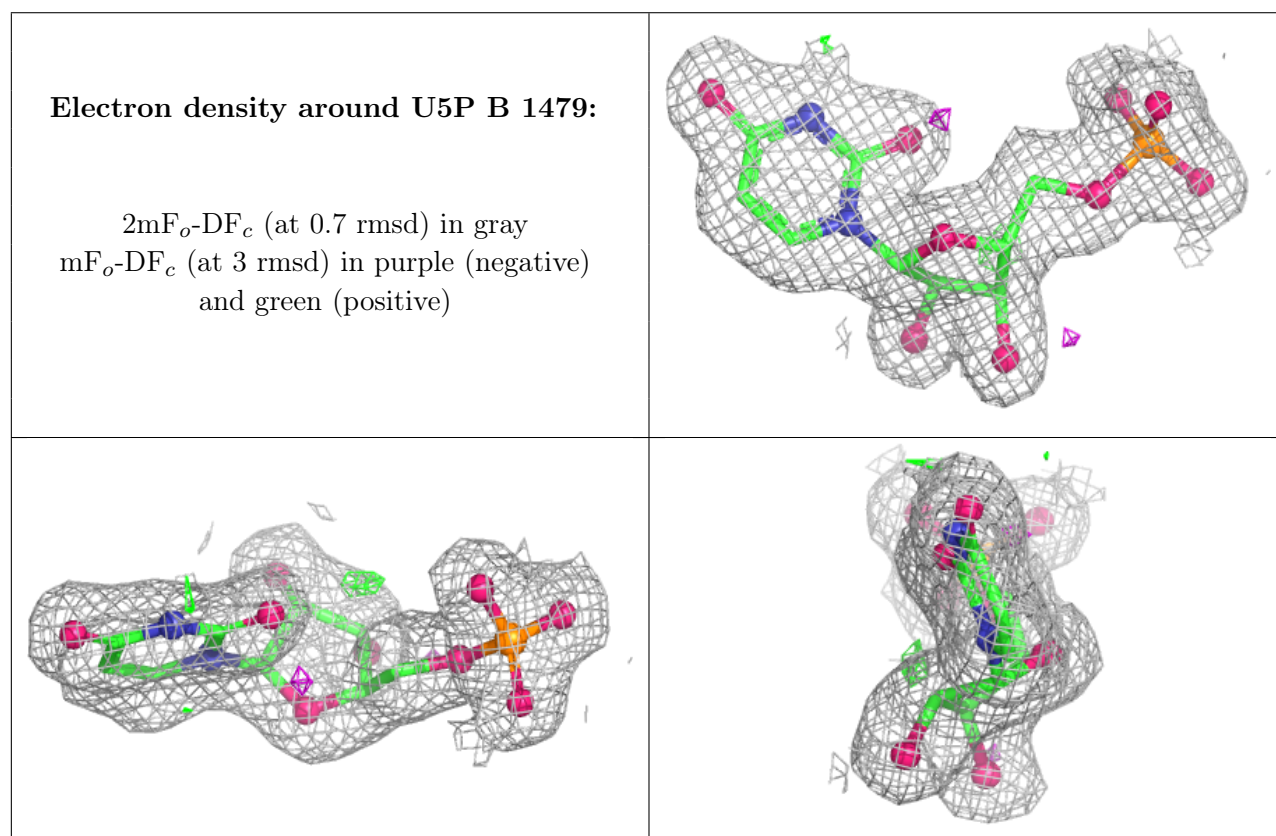 Electron density around U5P B 1479:
2mFo-DFc (at 0.7 rmsd) in gray
mFo-DFc (at 3 rmsd) in purple (negative)
and green (positive)